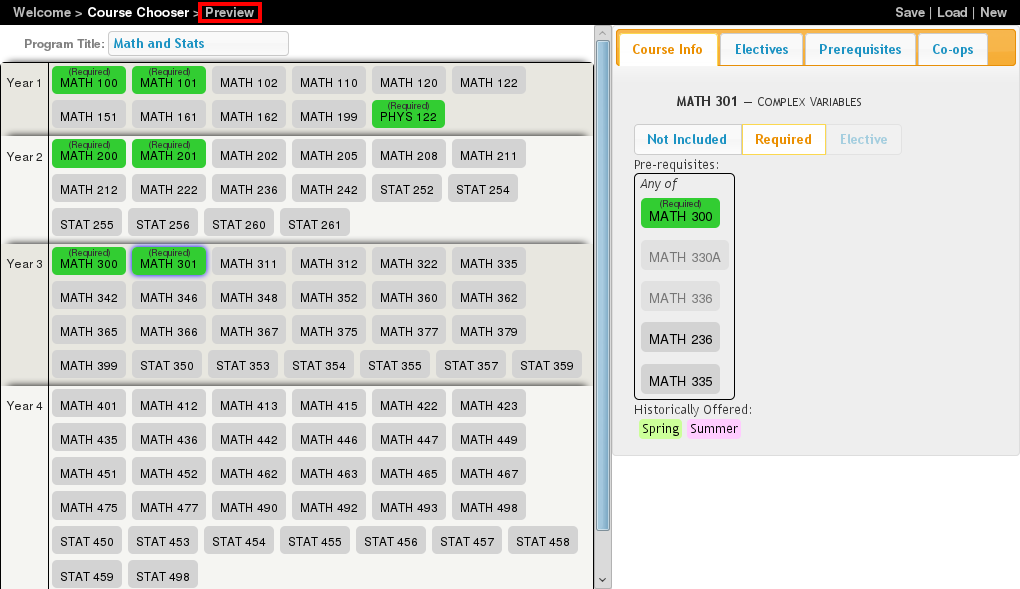 Welcome > Course Chooser > Preview
Save | Load | New
Program Title: Math and Stats
Year 1
(Required) (Required)
MATH 100 MATH 101 MATH 102 MATH 110 MATH 120 MATH 122
(Required)
MATH 151 MATH 161 MATH 162 MATH 199 PHYS 122
Year 2
(Required) (Required)
MATH 200 MATH 201 MATH 202 MATH 205 MATH 208 MATH 211
MATH 212 MATH 222 MATH 236 MATH 242 STAT 252 STAT 254
STAT 255 STAT 256 STAT 260 STAT 261
Year 3
(Required) (Required)
MATH 300 MATH 301 MATH 311 MATH 312 MATH 322 MATH 335
MATH 342 MATH 346 MATH 348 MATH 352 MATH 360 MATH 362
MATH 365 MATH 366 MATH 367 MATH 375 MATH 377 MATH 379
MATH 399 STAT 350 STAT 353 STAT 354 STAT 355 STAT 357 STAT 359
Year 4
MATH 401 MATH 412 MATH 413 MATH 415 MATH 422 MATH 423
MATH 435 MATH 436 MATH 442 MATH 446 MATH 447 MATH 449
MATH 451 MATH 452 MATH 462 MATH 463 MATH 465 MATH 467
MATH 475 MATH 477 MATH 490 MATH 492 MATH 493 MATH 498
STAT 450 STAT 453 STAT 454 STAT 455 STAT 456 STAT 457 STAT 458
STAT 459 STAT 498
Course Info Electives Prerequisites Co-ops
MATH 301 — Complex Variables
Not Included Required Elective
Pre-requisites:
Any of
(Required)
MATH 300
MATH 330A
MATH 336
MATH 236
MATH 335
Historically Offered:
Spring Summer